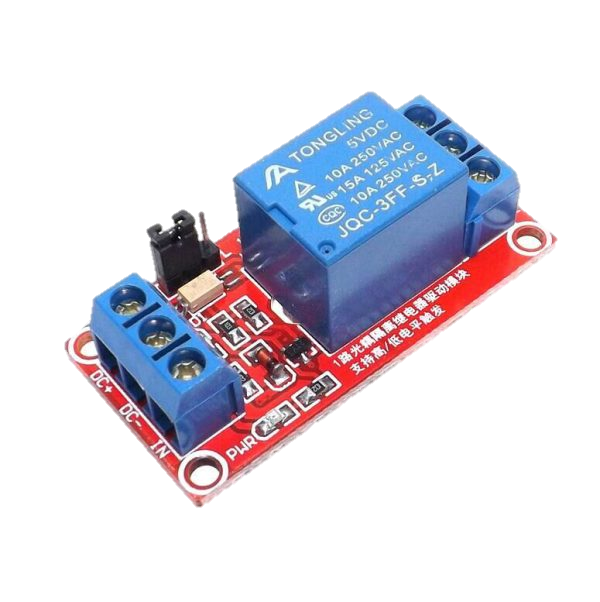 TONGLING
5VDC
10A 250VAC
15A 125VAC
10A 250VAC
CQC
JQC-3FF-S-Z
1路光耦隔离继电器驱动模块
支持高/低电平触发
DC+
DC-
IN
PWR